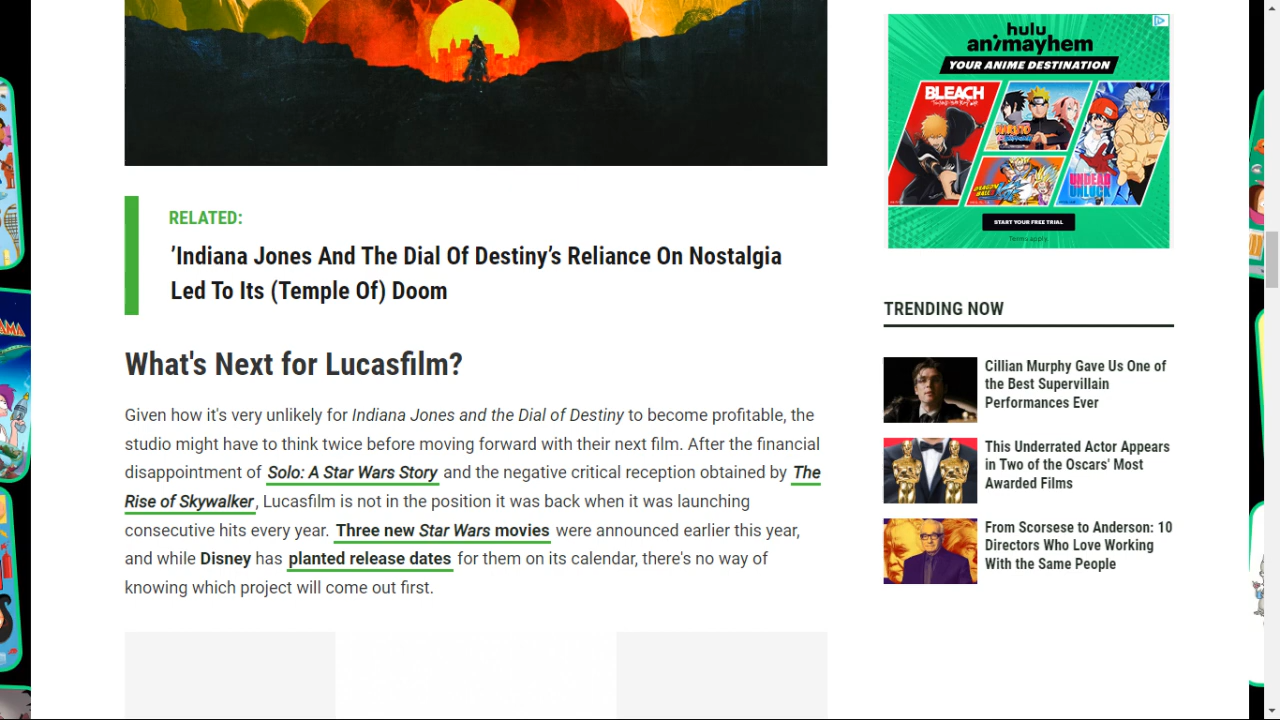 RELATED:
’Indiana Jones And The Dial Of Destiny’s Reliance On Nostalgia
Led To Its (Temple Of) Doom
What's Next for Lucasfilm?
Given how it's very unlikely for Indiana Jones and the Dial of Destiny to become profitable, the
studio might have to think twice before moving forward with their next film. After the financial
disappointment of Solo: A Star Wars Story and the negative critical reception obtained by The
Rise of Skywalker, Lucasfilm is not in the position it was back when it was launching
consecutive hits every year. Three new Star Wars movies were announced earlier this year,
and while Disney has planted release dates for them on its calendar, there's no way of
knowing which project will come out first.
hulu
animayhem
YOUR ANIME DESTINATION
BLEACH
NARUTO
DRAGON
BALL
UNDEAD
UNLUCK
START YOUR FREE TRIAL
Terms apply.
TRENDING NOW
Cillian Murphy Gave Us One of
the Best Supervillain
Performances Ever
This Underrated Actor Appears
in Two of the Oscars' Most
Awarded Films
From Scorsese to Anderson: 10
Directors Who Love Working
With the Same People